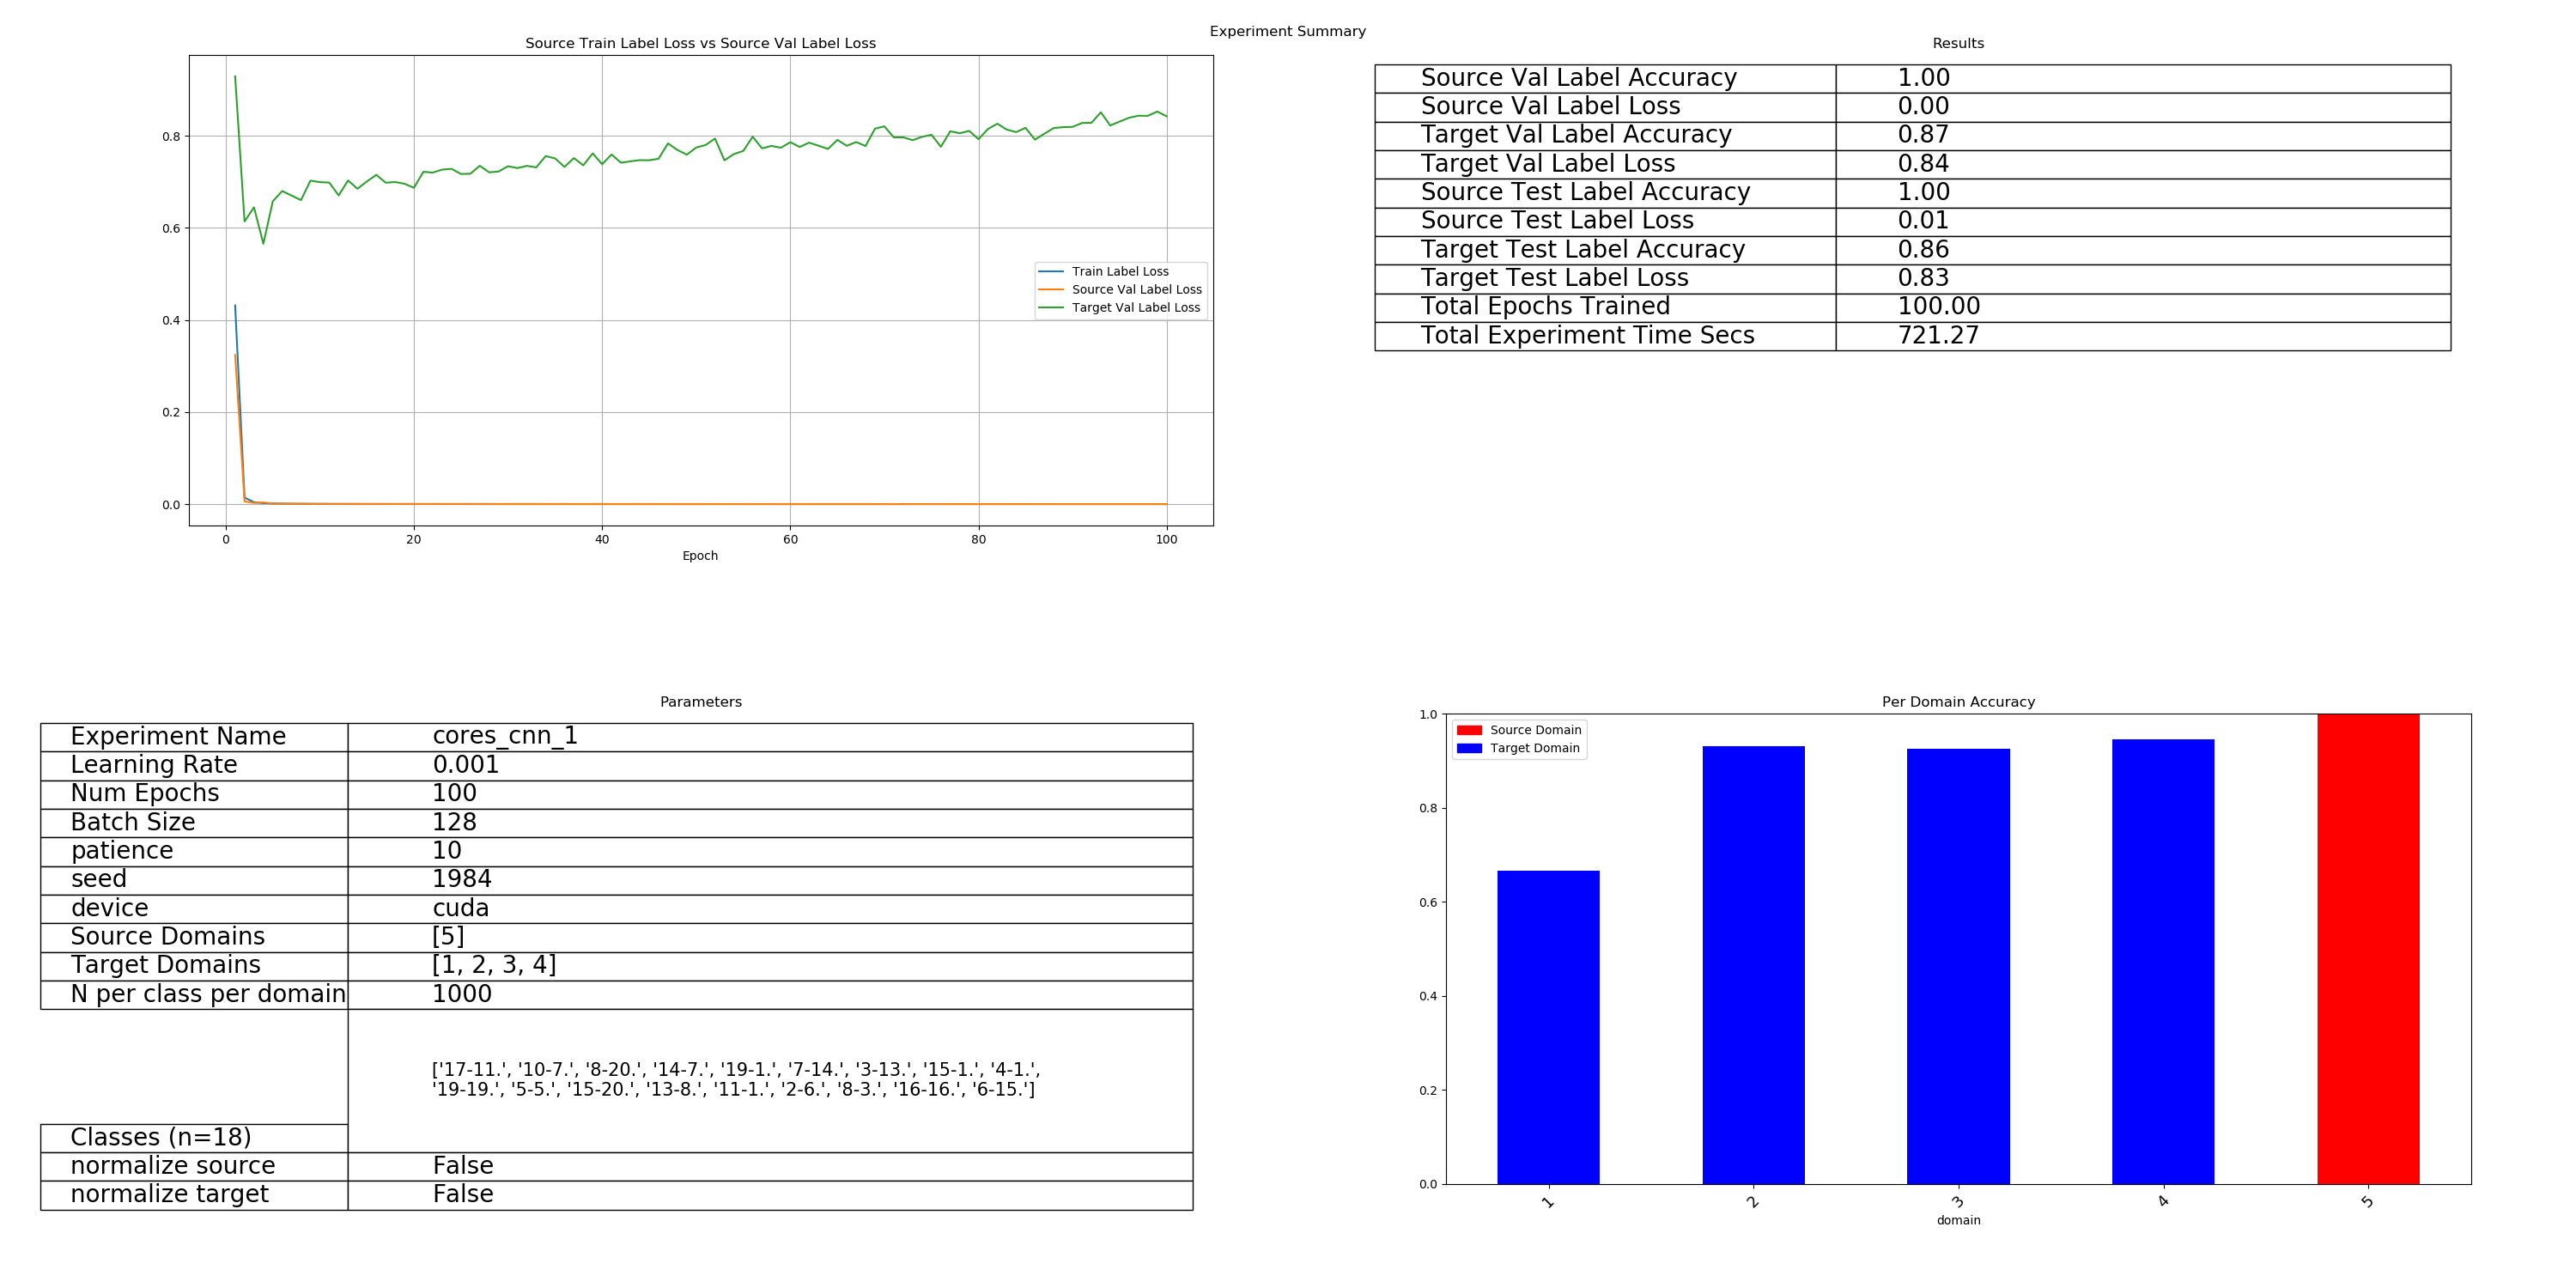 Experiment Summary
Source Train Label Loss vs Source Val Label Loss
0.8
0.6
0.4
0.2
0.0
0 20 40 60 80 100
Epoch
Train Label Loss
Source Val Label Loss
Target Val Label Loss
Results
Source Val Label Accuracy 1.00
Source Val Label Loss 0.00
Target Val Label Accuracy 0.87
Target Val Label Loss 0.84
Source Test Label Accuracy 1.00
Source Test Label Loss 0.01
Target Test Label Accuracy 0.86
Target Test Label Loss 0.83
Total Epochs Trained 100.00
Total Experiment Time Secs 721.27
Parameters
Experiment Name cores_cnn_1
Learning Rate 0.001
Num Epochs 100
Batch Size 128
patience 10
seed 1984
device cuda
Source Domains [5]
Target Domains [1, 2, 3, 4]
N per class per domain 1000
['17-11.', '10-7.', '8-20.', '14-7.', '19-1.', '7-14.', '3-13.', '15-1.', '4-1.',
'19-19.', '5-5.', '15-20.', '13-8.', '11-1.', '2-6.', '8-3.', '16-16.', '6-15.']
Classes (n=18)
normalize source False
normalize target False
Per Domain Accuracy
1.0
0.8
0.6
0.4
0.2
0.0
Source Domain
Target Domain
1 2 3 4 5
domain